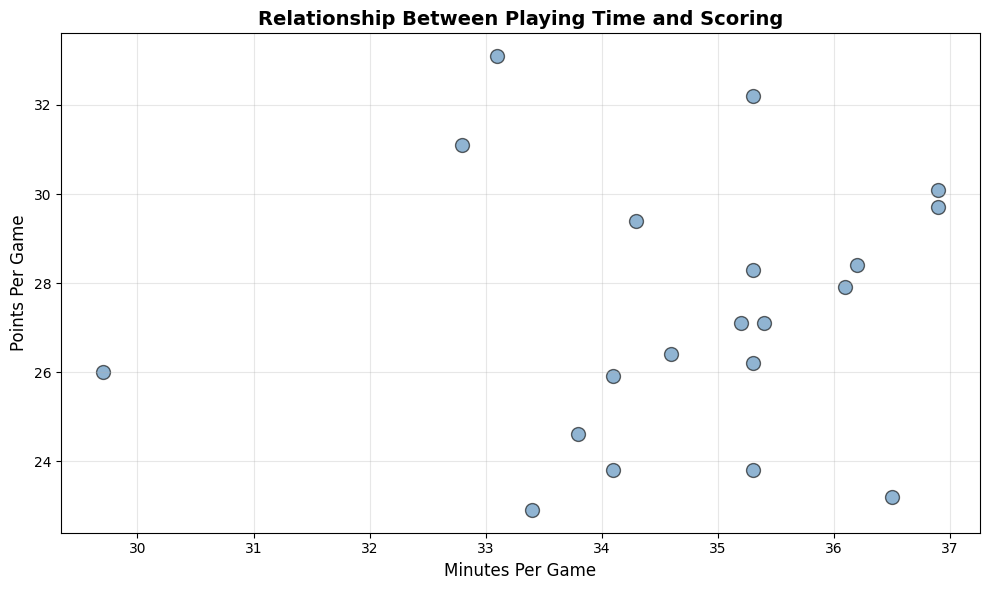 Relationship Between Playing Time and Scoring
Points Per Game
32
30
28
26
24
30 31 32 33 34 35 36 37
Minutes Per Game